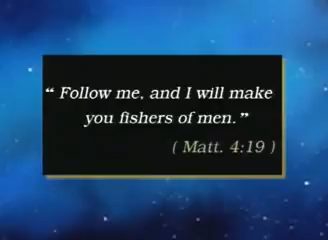 “ Follow me, and I will make
you fishers of men.”
( Matt. 4:19 )